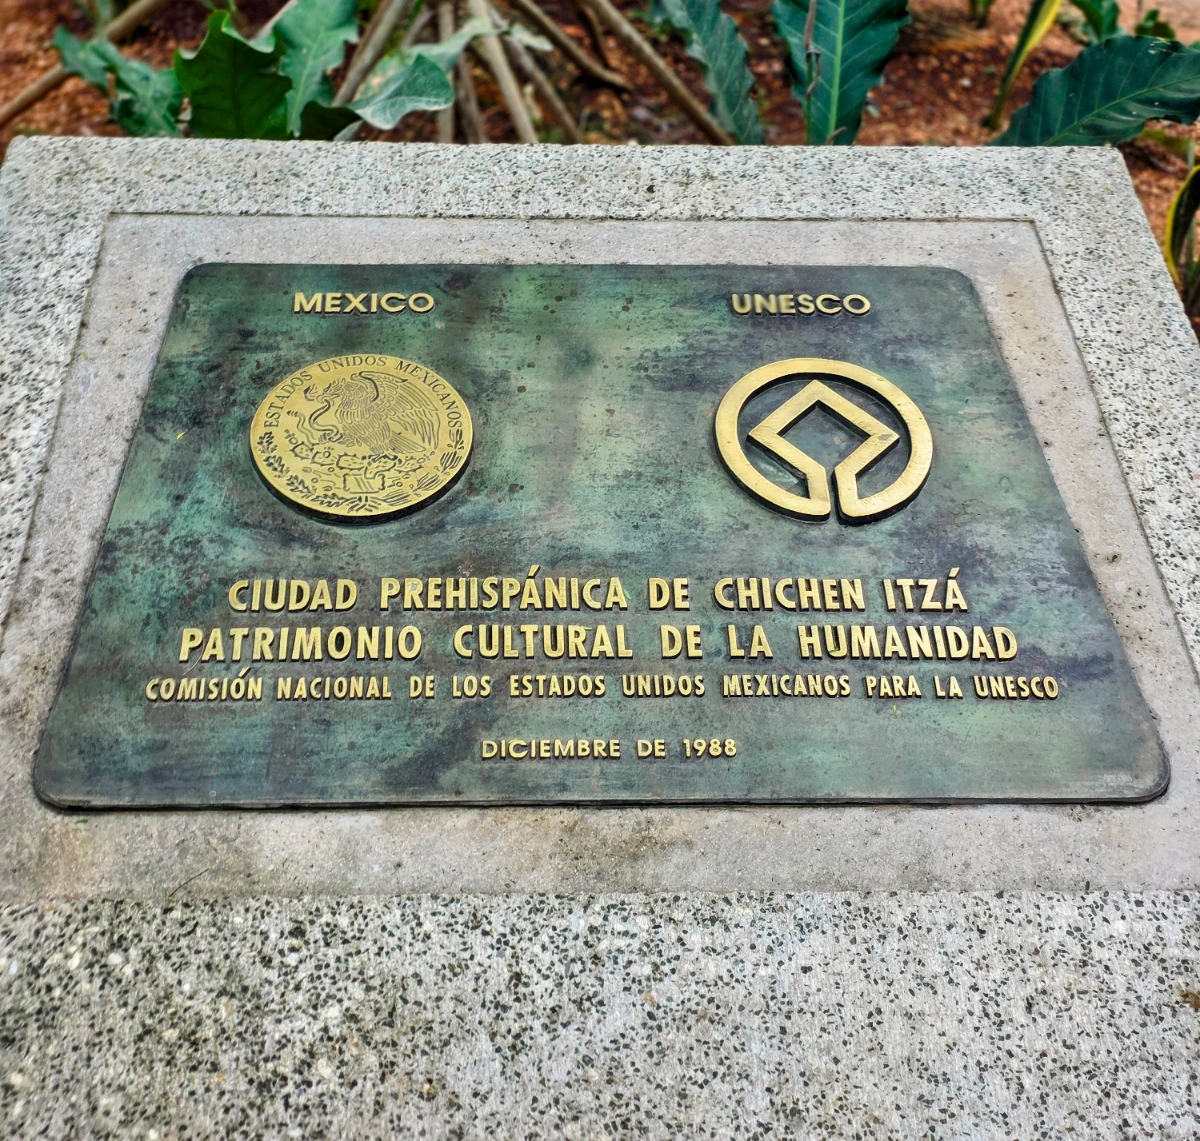 MEXICO
UNESCO
ESTADOS UNIDOS MEXICANOS
CIUDAD PREHISPÁNICA DE CHICHEN ITZÁ
PATRIMONIO CULTURAL DE LA HUMANIDAD
COMISIÓN NACIONAL DE LOS ESTADOS UNIDOS MEXICANOS PARA LA UNESCO
DICIEMBRE DE 1988